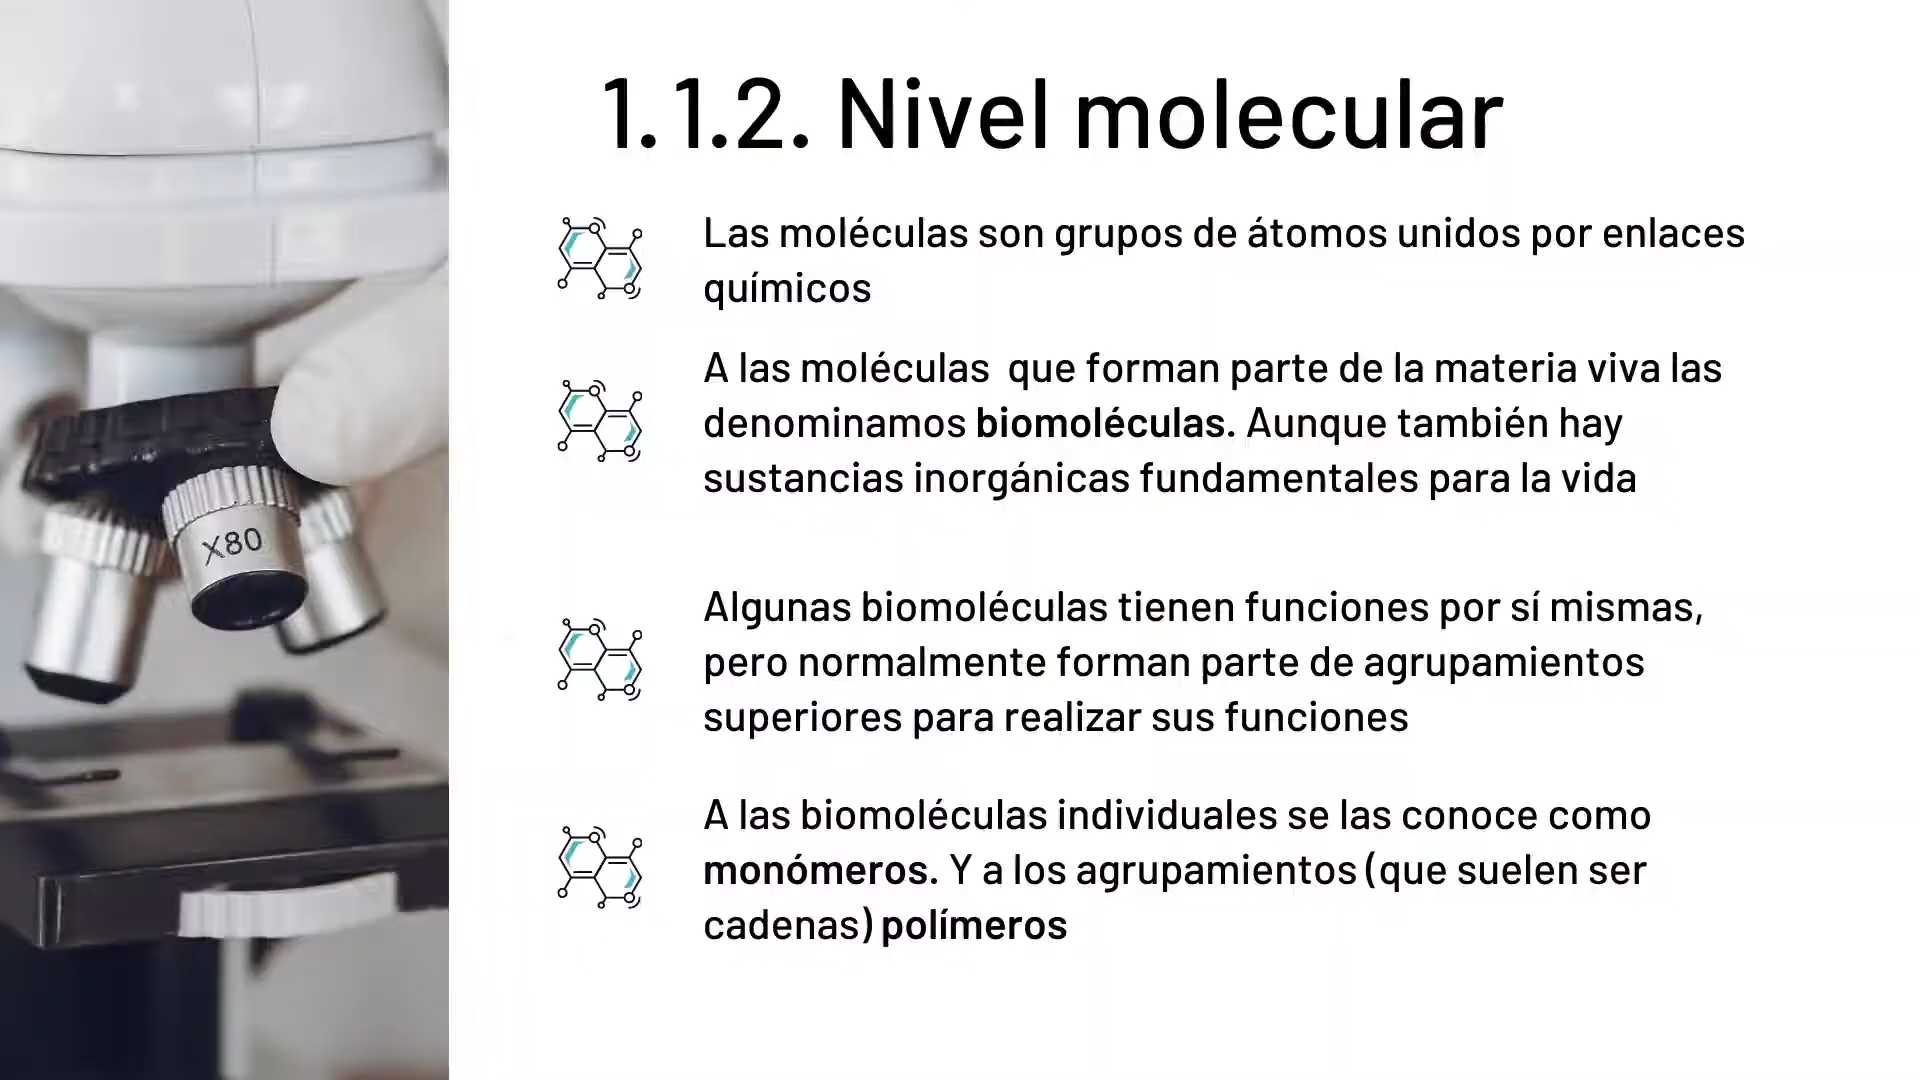 1.1.2. Nivel molecular
Las moléculas son grupos de átomos unidos por enlaces
químicos
A las moléculas  que forman parte de la materia viva las
denominamos biomoléculas. Aunque también hay
sustancias inorgánicas fundamentales para la vida
Algunas biomoléculas tienen funciones por sí mismas,
pero normalmente forman parte de agrupamientos
superiores para realizar sus funciones
A las biomoléculas individuales se las conoce como
monómeros. Y a los agrupamientos (que suelen ser
cadenas) polímeros
X80